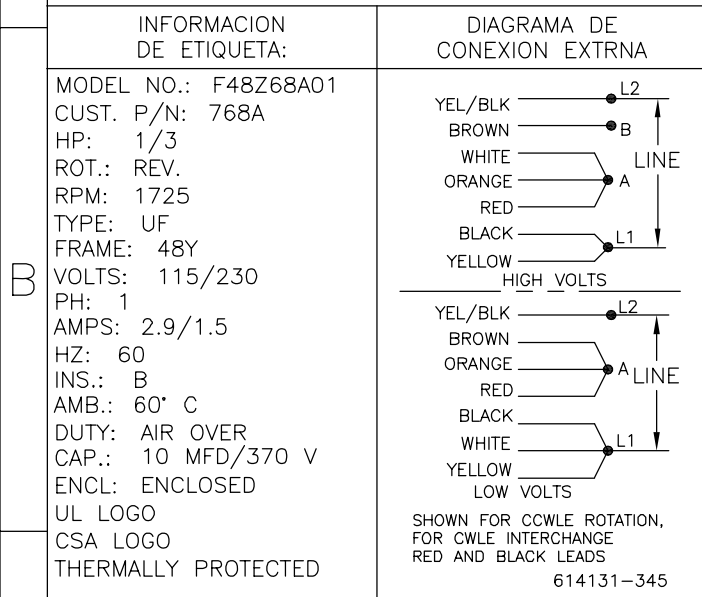 B
INFORMACION
DE ETIQUETA:
MODEL NO.: F48Z68A01
CUST. P/N: 768A
HP: 1/3
ROT.: REV.
RPM: 1725
TYPE: UF
FRAME: 48Y
VOLTS: 115/230
PH: 1
AMPS: 2.9/1.5
HZ: 60
INS.: B
AMB.: 60° C
DUTY: AIR OVER
CAP.: 10 MFD/370 V
ENCL: ENCLOSED
UL LOGO
CSA LOGO
THERMALLY PROTECTED
DIAGRAMA DE
CONEXION EXTRNA
YEL/BLK L2
BROWN B
WHITE LINE
ORANGE A
RED
BLACK L1
YELLOW
HIGH VOLTS
YEL/BLK L2
BROWN
ORANGE A LINE
RED
BLACK
WHITE L1
YELLOW
LOW VOLTS
SHOWN FOR CCWLE ROTATION,
FOR CWLE INTERCHANGE
RED AND BLACK LEADS
614131-345